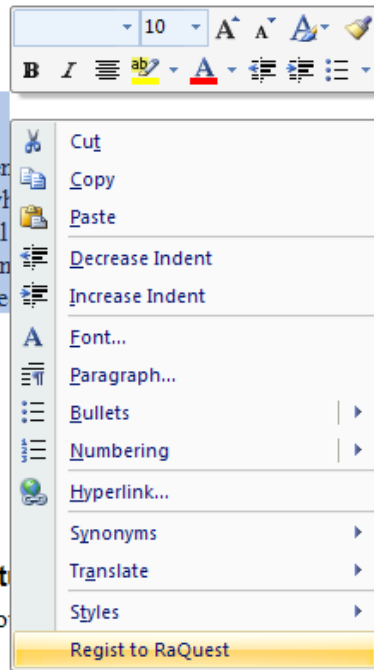 10
Cut
Copy
Paste
Decrease Indent
Increase Indent
Font...
Paragraph...
Bullets
Numbering
Hyperlink...
Synonyms
Translate
Styles
Regist to RaQuest